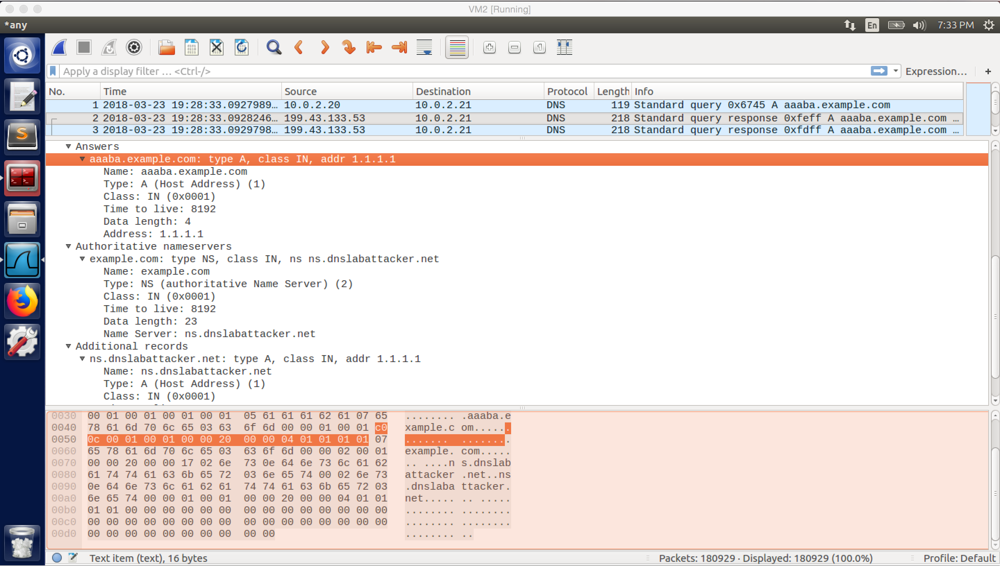 VM2 [Running]
*any
En
7:33 PM
Apply a display filter … <Ctrl-/>
Expression…
+
No. Time Source Destination Protocol Length Info
1 2018-03-23 19:28:33.0927989… 10.0.2.20 10.0.2.21 DNS 119 Standard query 0x6745 A aaaba.example.com
2 2018-03-23 19:28:33.0928246… 199.43.133.53 10.0.2.21 DNS 218 Standard query response 0xfeff A aaaba.example.com …
3 2018-03-23 19:28:33.0929798… 199.43.133.53 10.0.2.21 DNS 218 Standard query response 0xfdff A aaaba.example.com …
Answers
aaaba.example.com: type A, class IN, addr 1.1.1.1
Name: aaaba.example.com
Type: A (Host Address) (1)
Class: IN (0x0001)
Time to live: 8192
Data length: 4
Address: 1.1.1.1
Authoritative nameservers
example.com: type NS, class IN, ns ns.dnslabattacker.net
Name: example.com
Type: NS (authoritative Name Server) (2)
Class: IN (0x0001)
Time to live: 8192
Data length: 23
Name Server: ns.dnslabattacker.net
Additional records
ns.dnslabattacker.net: type A, class IN, addr 1.1.1.1
Name: ns.dnslabattacker.net
Type: A (Host Address) (1)
Class: IN (0x0001)
0030 00 01 00 01 00 01 00 01 05 61 61 61 62 61 07 65 ........ .aaaba.e
0040 78 61 6d 70 6c 65 03 63 6f 6d 00 00 01 00 01 c0 xample.c om......
0050 0c 00 01 00 01 00 00 20 00 00 04 01 01 01 01 07 ....... ........
0060 65 78 61 6d 70 6c 65 03 63 6f 6d 00 00 02 00 01 example. com.....
0070 00 00 20 00 00 17 02 6e 73 0e 64 6e 73 6c 61 62 .. ....n s.dnslab
0080 61 74 74 61 63 6b 65 72 03 6e 65 74 00 02 6e 73 attacker .net..ns
0090 0e 64 6e 73 6c 61 62 61 74 74 61 63 6b 65 72 03 .dnslaba ttacker.
00a0 6e 65 74 00 00 01 00 01 00 00 20 00 00 04 01 01 net..... .. .....
00b0 01 01 00 00 00 00 00 00 00 00 00 00 00 00 00 00 ........ ........
00c0 00 00 00 00 00 00 00 00 00 00 00 00 00 00 00 00 ........ ........
00d0 00 00 00 00 00 00 00 00 00 00 ........ ..
Text item (text), 16 bytes
Packets: 180929 · Displayed: 180929 (100.0%)
Profile: Default